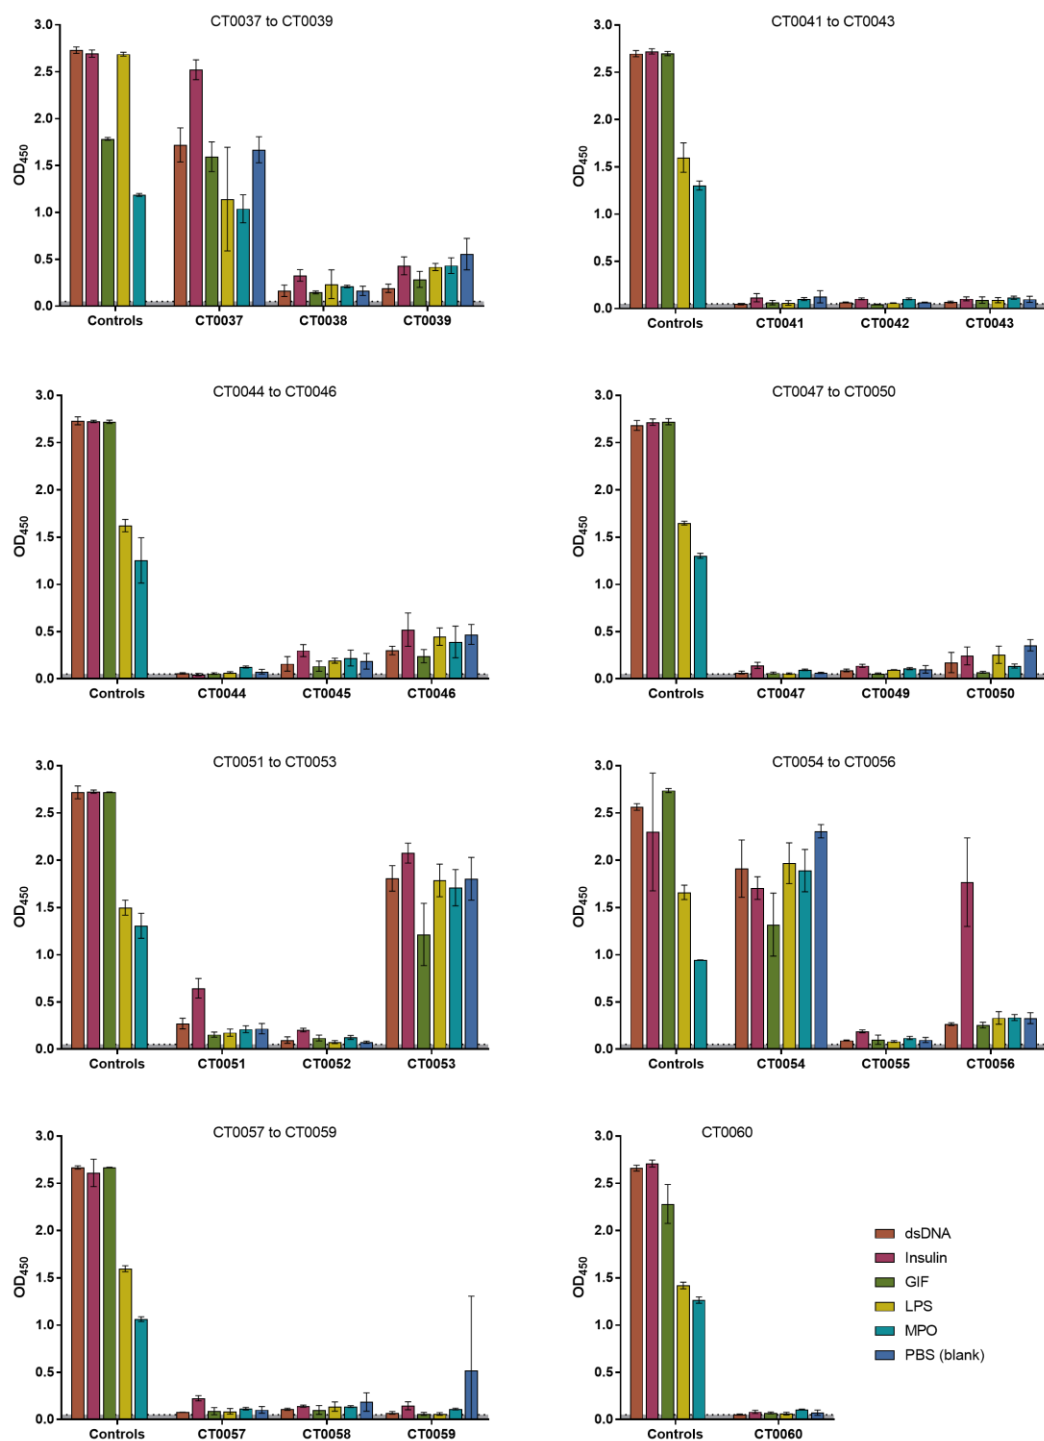 CT0037 to CT0039
3.0
2.5
2.0
1.5
1.0
0.5
0.0
OD450
Controls CT0037 CT0038 CT0039
CT0041 to CT0043
3.0
2.5
2.0
1.5
1.0
0.5
0.0
OD450
Controls CT0041 CT0042 CT0043
CT0044 to CT0046
3.0
2.5
2.0
1.5
1.0
0.5
0.0
OD450
Controls CT0044 CT0045 CT0046
CT0047 to CT0050
3.0
2.5
2.0
1.5
1.0
0.5
0.0
OD450
Controls CT0047 CT0049 CT0050
CT0051 to CT0053
3.0
2.5
2.0
1.5
1.0
0.5
0.0
OD450
Controls CT0051 CT0052 CT0053
CT0054 to CT0056
3.0
2.5
2.0
1.5
1.0
0.5
0.0
OD450
Controls CT0054 CT0055 CT0056
CT0057 to CT0059
3.0
2.5
2.0
1.5
1.0
0.5
0.0
OD450
Controls CT0057 CT0058 CT0059
CT0060
3.0
2.5
2.0
1.5
1.0
0.5
0.0
OD450
Controls CT0060
dsDNA
Insulin
GIF
LPS
MPO
PBS (blank)